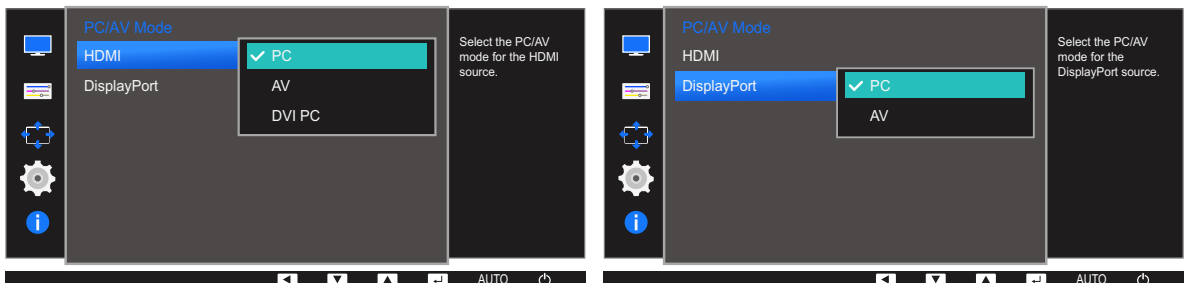 PC/AV Mode
HDMI
PC
DisplayPort
AV
DVI PC
Select the PC/AV
mode for the HDMI
source.
AUTO
PC/AV Mode
HDMI
DisplayPort
PC
AV
Select the PC/AV
mode for the
DisplayPort source.
AUTO